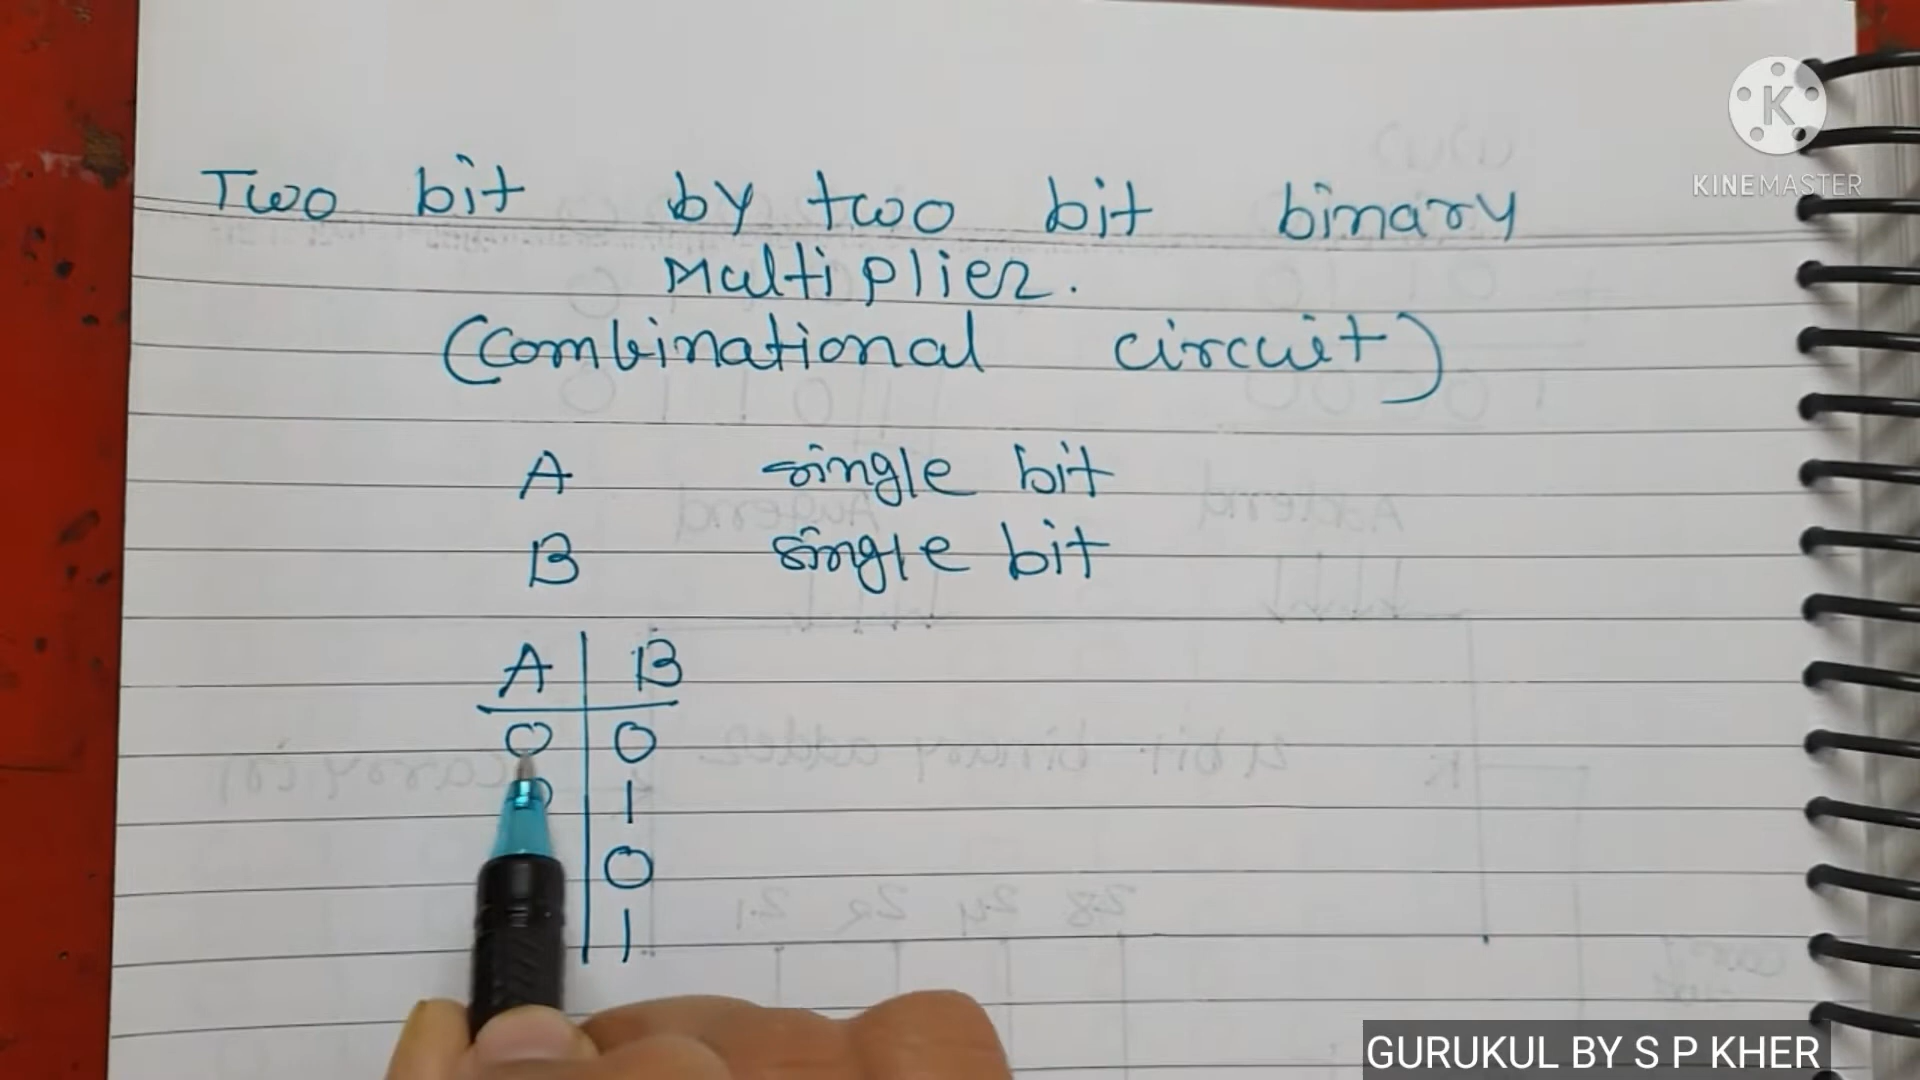 Two bit by two bit binary
Multiplier.
(Combinational circuit)
A single bit
B single bit
A B
0 0
0 1
0
1
KINEMASTER
GURUKUL BY S P KHER